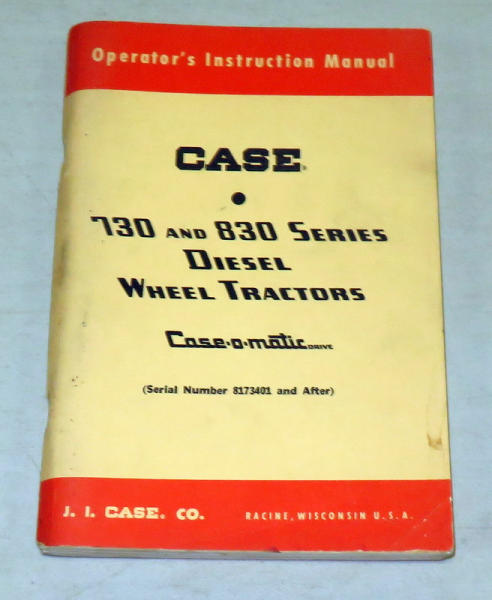 Operator's Instruction Manual
CASE®
•
730 AND 830 SERIES
DIESEL
WHEEL TRACTORS
Case-o-matic DRIVE
(Serial Number 8173401 and After)
J. I. CASE® CO. RACINE, WISCONSIN U.S.A.